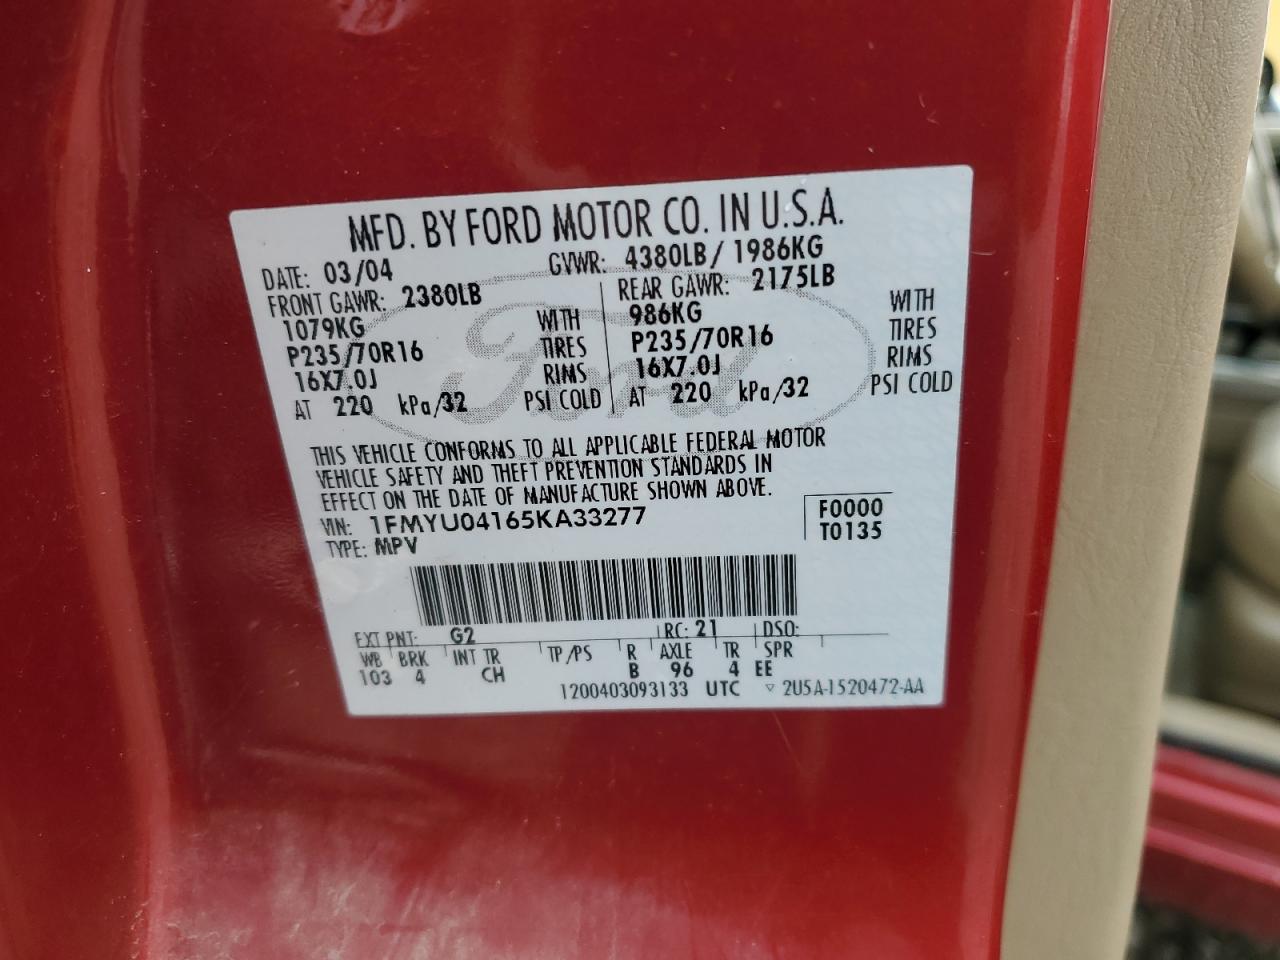 MFD. BY FORD MOTOR CO. IN U.S.A.
DATE: 03/04 GVWR: 4380LB/ 1986KG
FRONT GAWR: 2380LB REAR GAWR: 2175LB
1079KG WITH 986KG WITH
P235/70R16 TIRES P235/70R16 TIRES
16X7.0J RIMS 16X7.0J RIMS
AT 220 kPa/32 PSI COLD AT 220 kPa/32 PSI COLD
Ford
THIS VEHICLE CONFORMS TO ALL APPLICABLE FEDERAL MOTOR
VEHICLE SAFETY AND THEFT PREVENTION STANDARDS IN
EFFECT ON THE DATE OF MANUFACTURE SHOWN ABOVE.
VIN: 1FMYU04165KA33277 F0000
TYPE: MPV T0135
EXT PNT: G2 RC: 21 DSO:
WB BRK INT TR TP/PS R AXLE TR SPR
103 4 CH B 96 4 EE
1200403093133 UTC ▿ 2U5A-1520472-AA